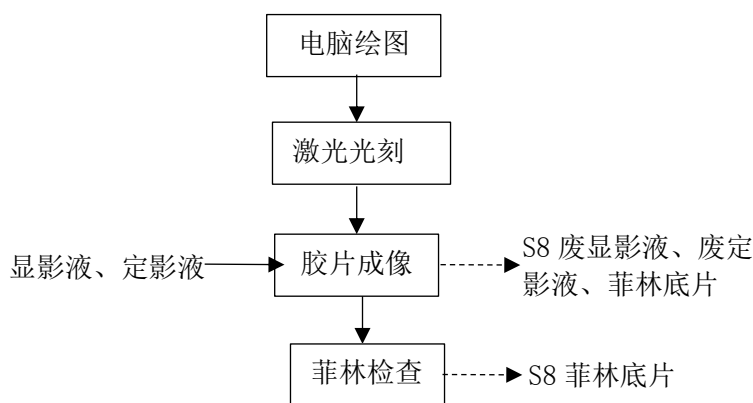 电脑绘图
激光光刻
显影液、定影液
胶片成像
S8 废显影液、废定
影液、菲林底片
菲林检查
S8 菲林底片